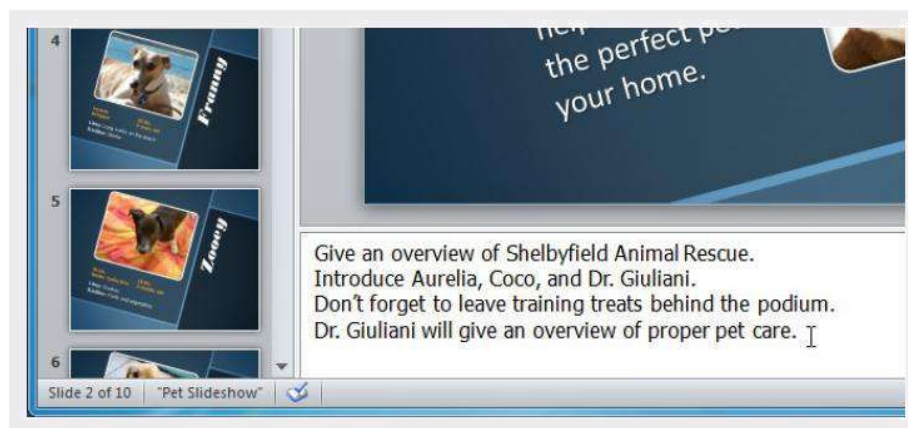 4
Franny
5
Zoey
6
the perfect
your home.
Give an overview of Shelbyfield Animal Rescue.
Introduce Aurelia, Coco, and Dr. Giuliani.
Don't forget to leave training treats behind the podium.
Dr. Giuliani will give an overview of proper pet care.
Slide 2 of 10
"Pet Slideshow"